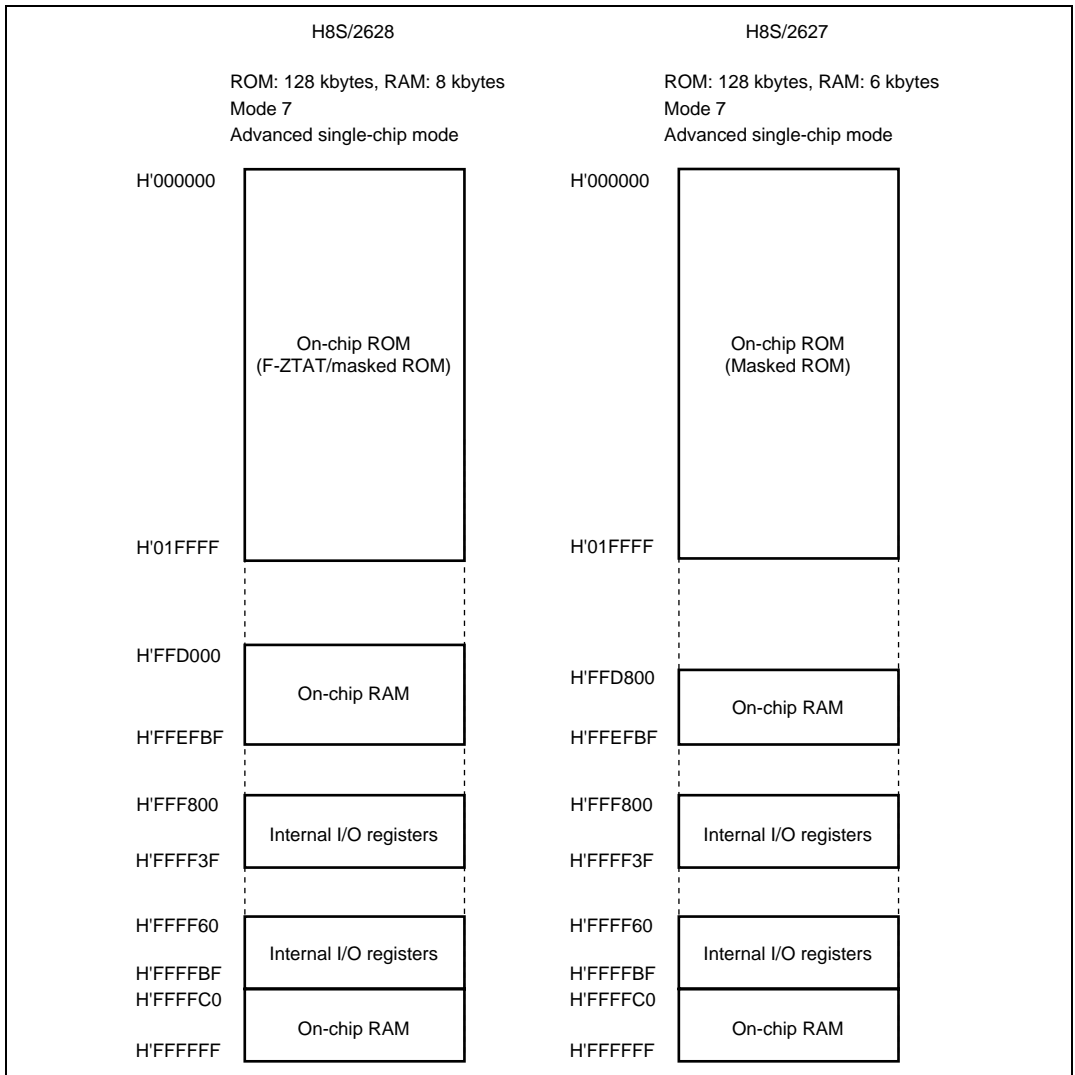 H8S/2628
ROM: 128 kbytes, RAM: 8 kbytes
Mode 7
Advanced single-chip mode
H'000000
On-chip ROM
(F-ZTAT/masked ROM)
H'01FFFF
H'FFD000
On-chip RAM
H'FFEFBF
H'FFF800
Internal I/O registers
H'FFFF3F
H'FFFF60
Internal I/O registers
H'FFFFBF
H'FFFFC0
On-chip RAM
H'FFFFFF
H8S/2627
ROM: 128 kbytes, RAM: 6 kbytes
Mode 7
Advanced single-chip mode
H'000000
On-chip ROM
(Masked ROM)
H'01FFFF
H'FFD800
On-chip RAM
H'FFEFBF
H'FFF800
Internal I/O registers
H'FFFF3F
H'FFFF60
Internal I/O registers
H'FFFFBF
H'FFFFC0
On-chip RAM
H'FFFFFF